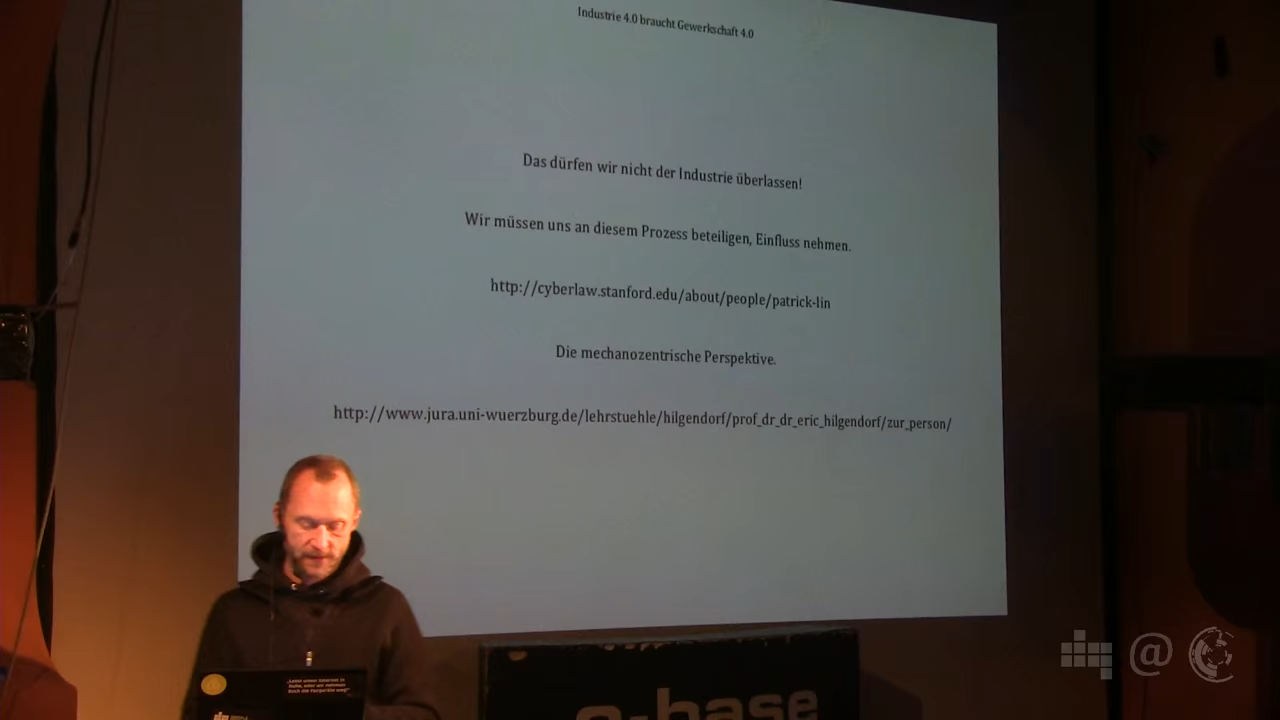 Industrie 4.0 braucht Gewerkschaft 4.0
Das dürfen wir nicht der Industrie überlassen!
Wir müssen uns an diesem Prozess beteiligen, Einfluss nehmen.
http://cyberlaw.stanford.edu/about/people/patrick-lin
Die mechanozentrische Perspektive.
http://www.jura.uni-wuerzburg.de/lehrstuehle/hilgendorf/prof_dr_dr_eric_hilgendorf/zur_person/
c-base
@